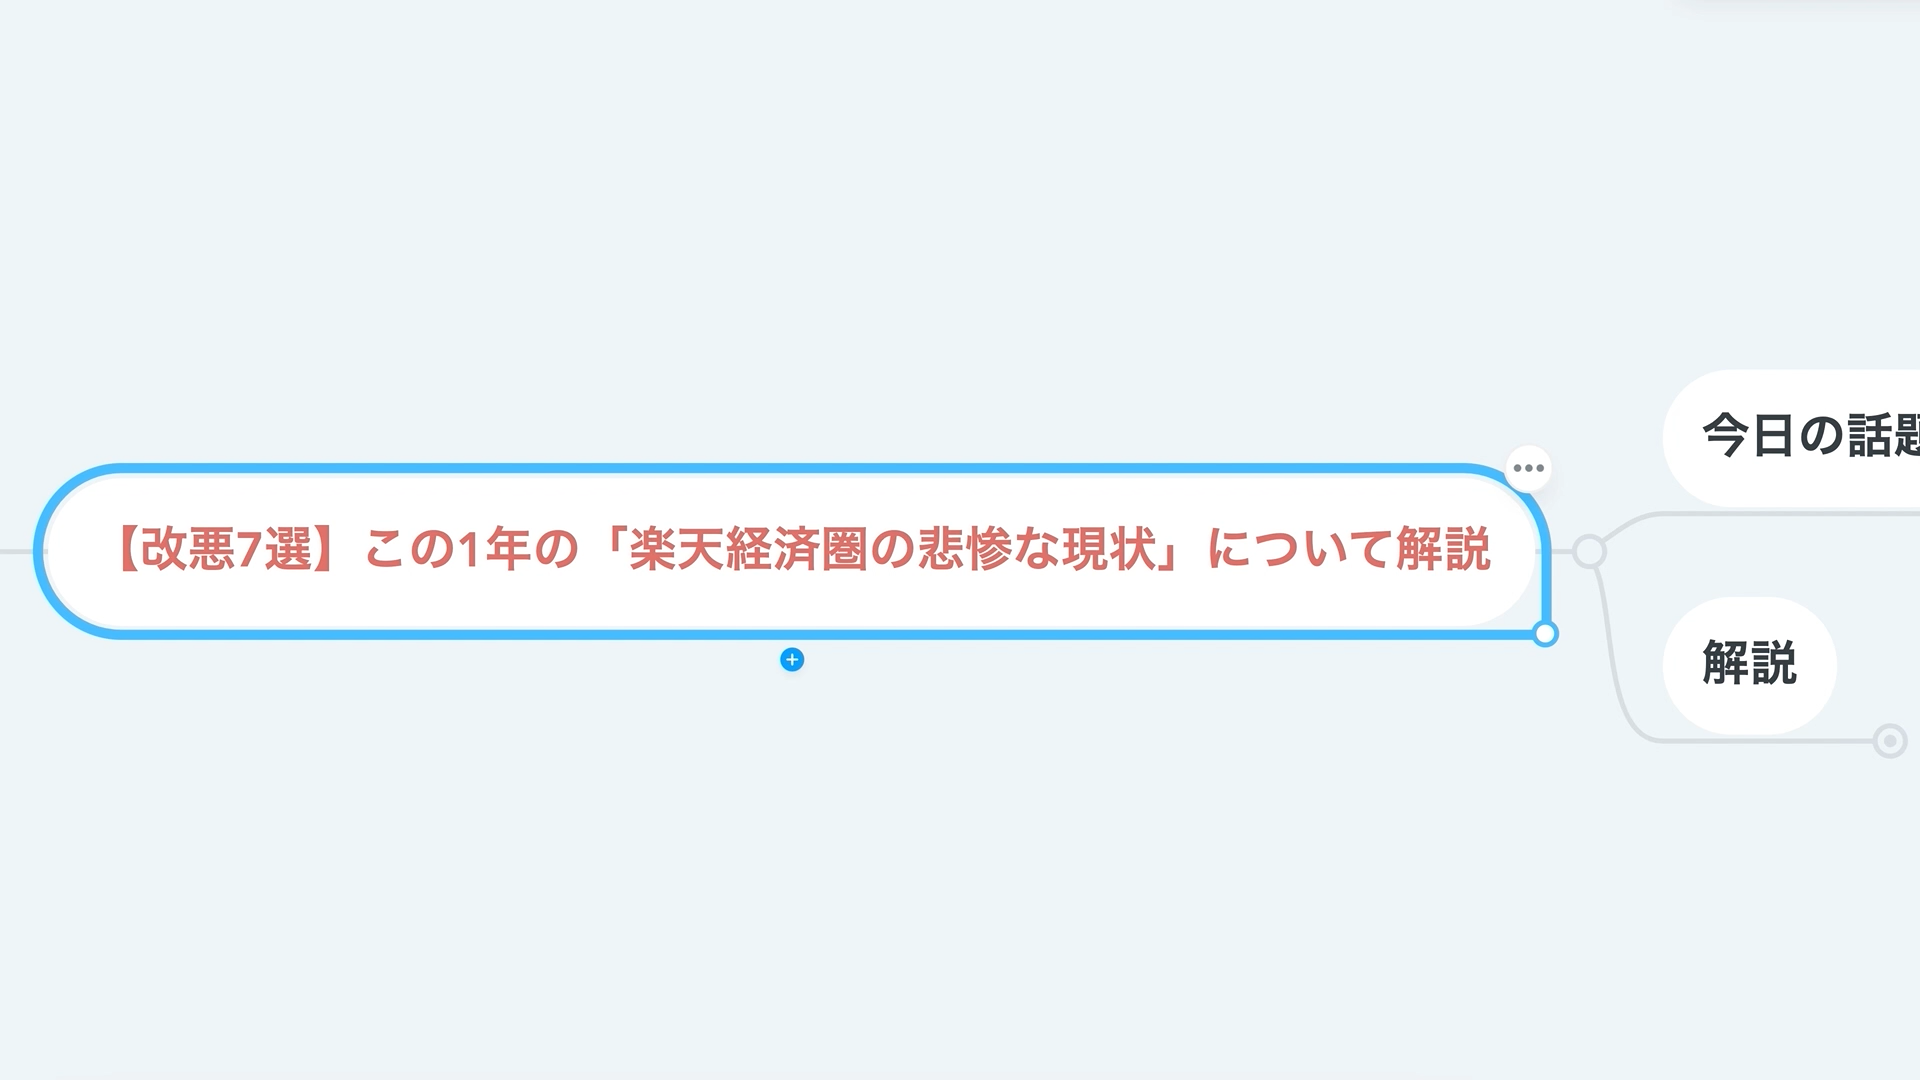 【改悪7選】この1年の「楽天経済圏の悲惨な現状」について解説
今日の話題
解説